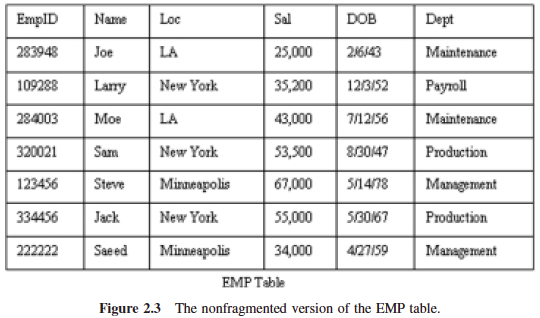 EmpID Name Loc Sal DOB Dept
283948 Joe LA 25,000 2/6/43 Maintenance
109288 Larry New York 35,200 12/3/52 Payroll
284003 Moe LA 43,000 7/12/56 Maintenance
320021 Sam New York 53,500 8/30/47 Production
123456 Steve Minneapolis 67,000 5/14/78 Management
334456 Jack New York 55,000 5/30/67 Production
222222 Saeed Minneapolis 34,000 4/27/59 Management
EMP Table
Figure 2.3 The nonfragmented version of the EMP table.